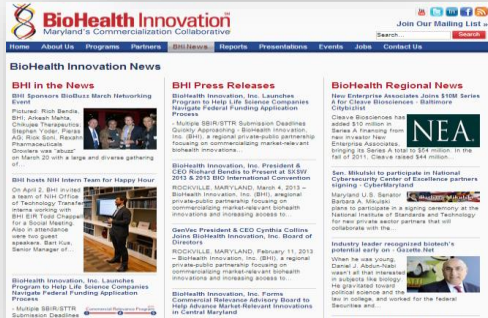 BioHealth Innovation™
Maryland's Commercialization Collaborative
Join Our Mailing List »
Search...
Search
Home
About Us
Programs
Partners
BHI News
Reports
Presentations
Events
Jobs
Contact Us
BioHealth Innovation News
BHI in the News
BHI Sponsors BioBuzz March Networking
Event
Pictured: Rich Bendis,
BHI; Arkesh Mehta,
Chikujee Therapeutics;
Stephen Yoder, Pieris
AG; Rick Soni, Rexahn
Pharmaceuticals
Growlers was "abuzz"
on March 20 with a large and diverse gathering
of...
BHI hosts NIH Intern Team for Happy Hour
On April 2, BHI invited
a team of NIH Office
of Technology Transfer
interns working with
BHI EIR Todd Chappell
for a Social Meeting.
Also in attendance
were two guest
speakers, Bart Kus,
Senior Manager of...
BioHealth Innovation, Inc. Launches
Program to Help Life Science Companies
Navigate Federal Funding Application
Process
- Multiple SBIR/STTR
Submission Deadlines
BHI Press Releases
BioHealth Innovation, Inc. Launches
Program to Help Life Science Companies
Navigate Federal Funding Application
Process
- Multiple SBIR/STTR Submission Deadlines
Quickly Approaching - BioHealth Innovation,
Inc. (BHI), a regional private-public partnership
focusing on commercializing market-relevant
biohealth innovations...
BioHealth Innovation, Inc. President &
CEO Richard Bendis to Present at SXSW
2013 & 2013 BIO International Convention
ROCKVILLE, MARYLAND, March 4, 2013 –
BioHealth Innovation, Inc. (BHI), a regional
private-public partnership focusing on
commercializing market-relevant biohealth
innovations and increasing access to...
GenVec President & CEO Cynthia Collins
Joins BioHealth Innovation, Inc. Board of
Directors
ROCKVILLE, MARYLAND, February 11, 2013
– BioHealth Innovation, Inc. (BHI), a regional
private-public partnership focusing on
commercializing market-relevant biohealth
innovations and increasing access to...
BioHealth Innovation, Inc. Forms
Commercial Relevance Advisory Board to
Help Advance Market-Relevant Innovations
in Central Maryland
BioHealth Regional News
New Enterprise Associates Joins $10M Series
A for Cleave Biosciences - Baltimore
Citybizlist
Cleave Biosciences has
added $10 million in
Series A financing from
new investor New
Enterprise Associates,
bringing its Series A total to $54 million. In the
fall of 2011, Cleave raised $44 million...
NEA
Sen. Mikulski to participate in National
Cybersecurity Center of Excellence partners
signing - CyberMaryland
Maryland U.S. Senator
Barbara A. Mikulski
plans to participate in a signing ceremony at the
National Institute of Standards and Technology
for new private sector partners that will
collaborate with the...
Industry leader recognized biotech's
potential early on - Gazette.Net
When he was young,
Daniel J. Abdun-Nabi
wasn't all that interested
in subjects like biology.
He gravitated toward
political science and the
law in college, and worked for the federal
Securities and...